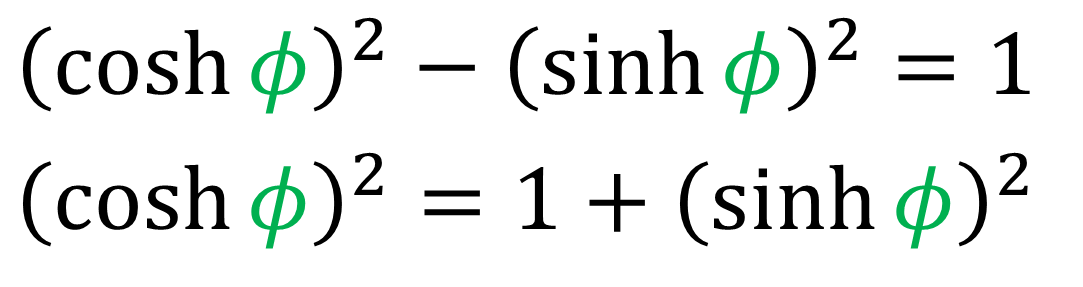 (cosh ϕ)² − (sinh ϕ)² = 1
(cosh ϕ)² = 1 + (sinh ϕ)²